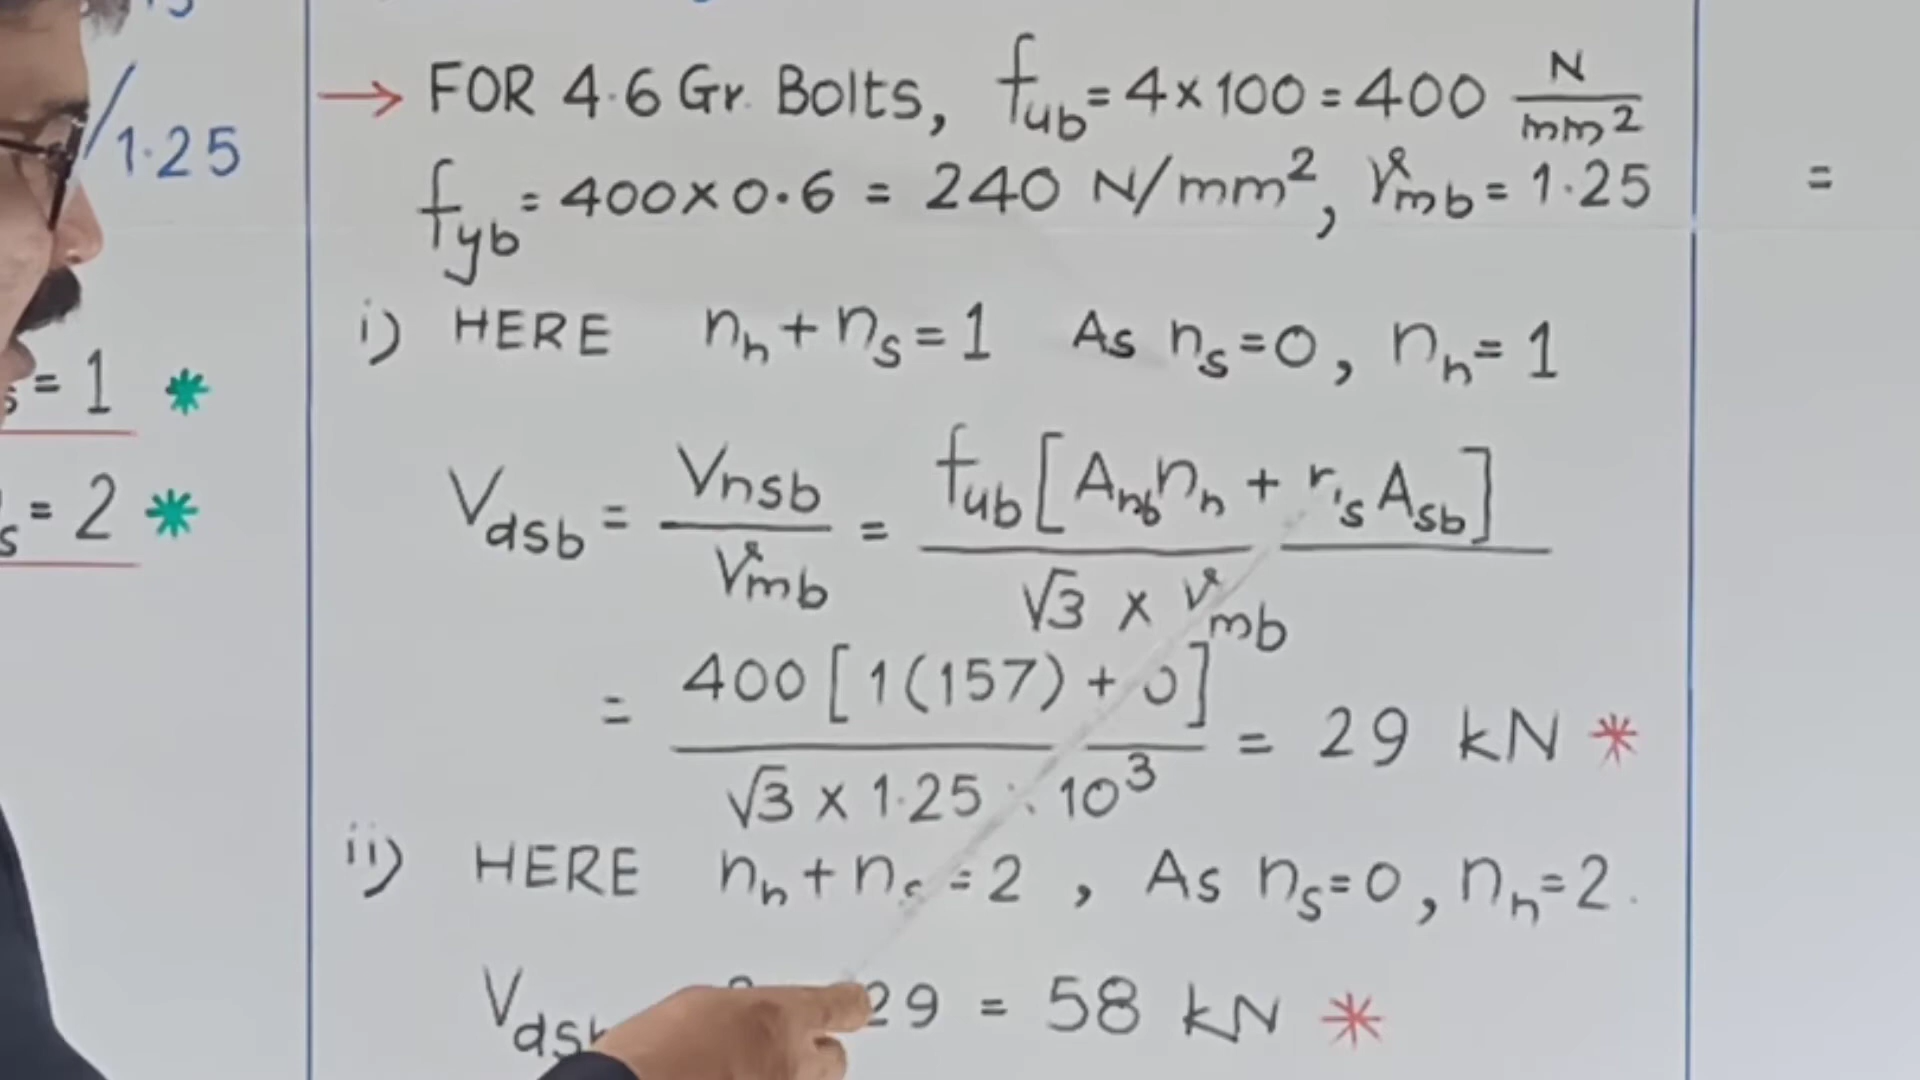 /1.25
s = 1 *
s = 2 *
→ FOR 4.6 Gr. Bolts, fub = 4 x 100 = 400 N/mm²
fyb = 400 x 0.6 = 240 N/mm², γmb = 1.25
=
i) HERE nn + ns = 1 As ns = 0, nn = 1
Vdsb = Vnsb / γmb = fub [Anb nn + ns Asb] / √3 x γmb
= 400 [1(157) + 0] / √3 x 1.25 x 10³ = 29 kN *
ii) HERE nn + ns = 2 , As ns = 0, nn = 2.
Vdsb 29 = 58 kN *